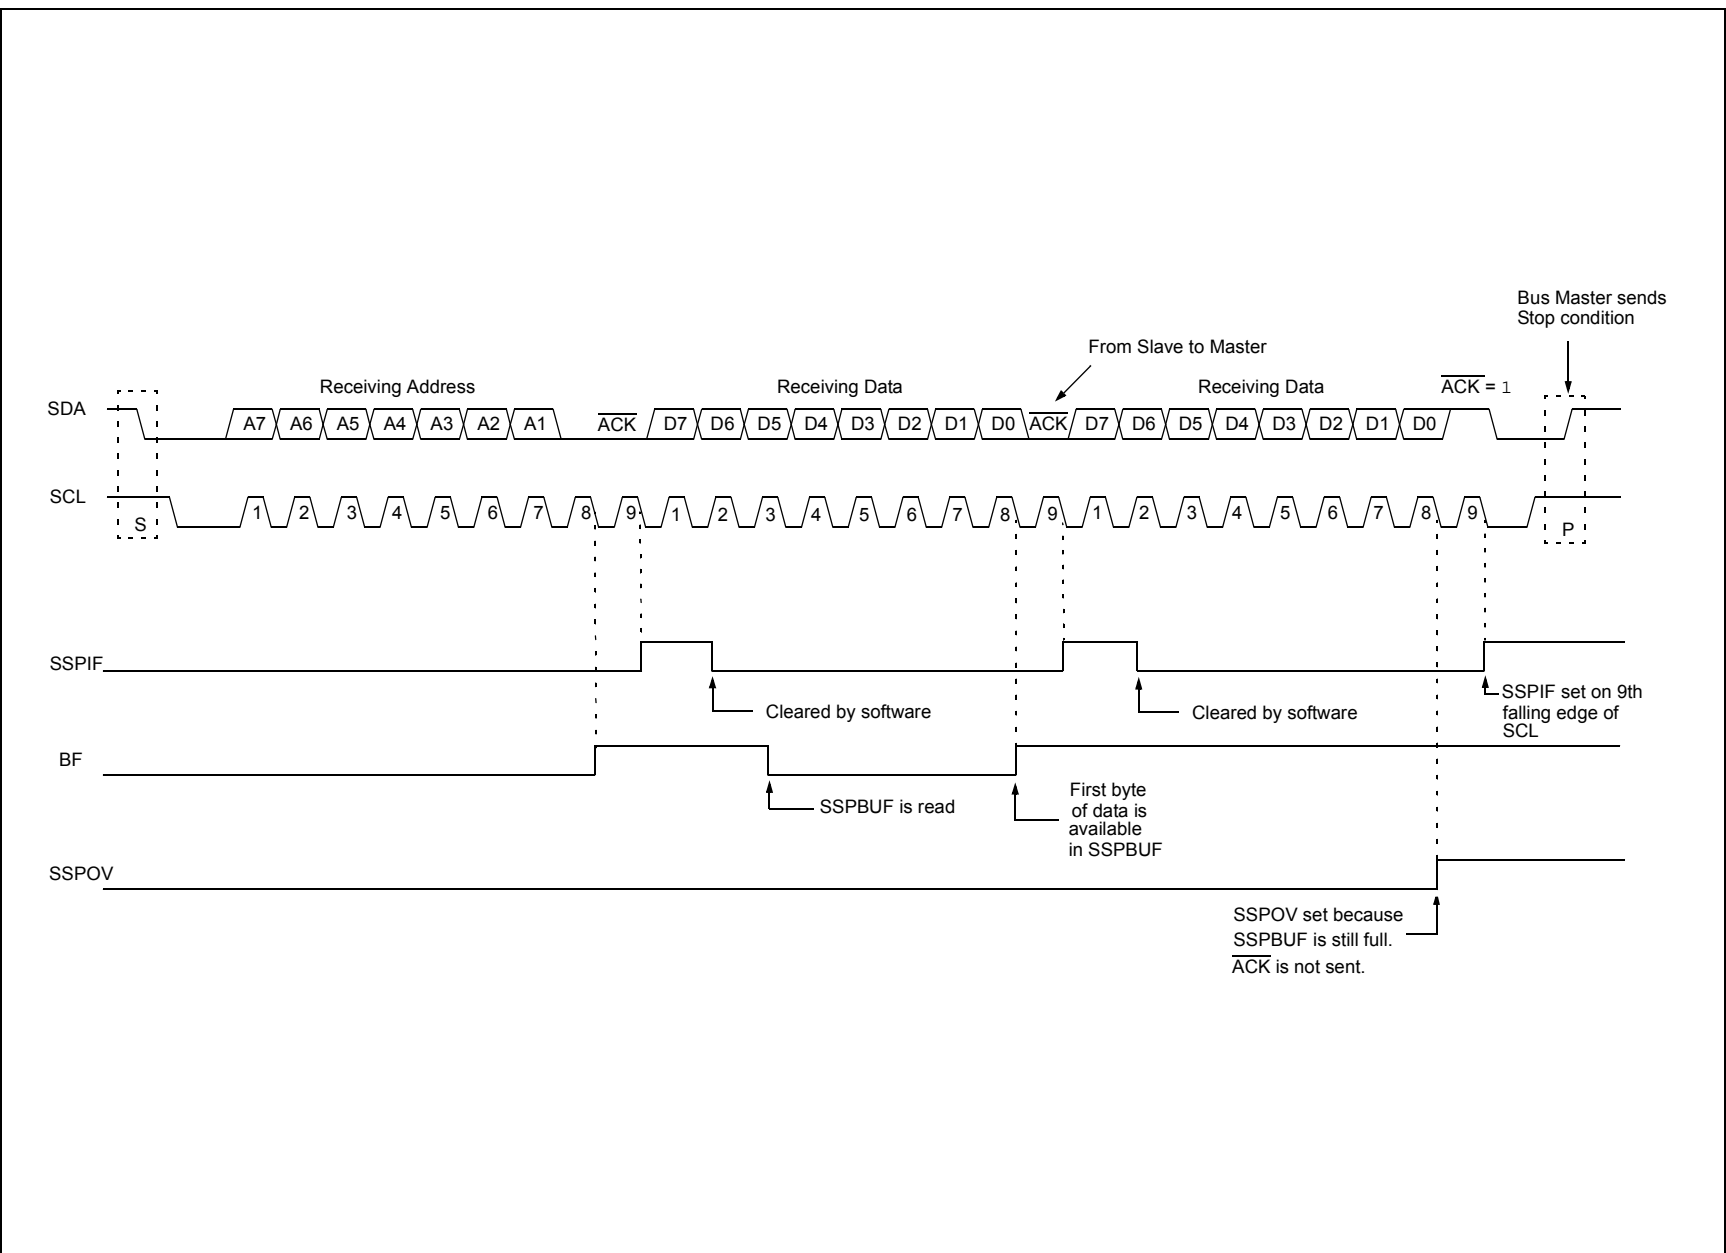 Bus Master sends
Stop condition
From Slave to Master
Receiving Address
Receiving Data
Receiving Data
ACK = 1
SDA
A7 A6 A5 A4 A3 A2 A1 ACK D7 D6 D5 D4 D3 D2 D1 D0 ACK D7 D6 D5 D4 D3 D2 D1 D0
SCL
S
1 2 3 4 5 6 7 8 9 1 2 3 4 5 6 7 8 9 1 2 3 4 5 6 7 8 9
P
SSPIF
Cleared by software
Cleared by software
SSPIF set on 9th
falling edge of
SCL
BF
SSPBUF is read
First byte
of data is
available
in SSPBUF
SSPOV
SSPOV set because
SSPBUF is still full.
ACK is not sent.